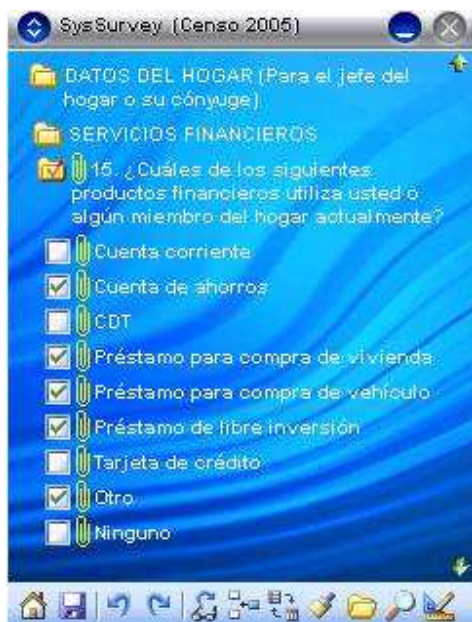 SysSurvey (Censo 2005)
DATOS DEL HOGAR (Para el jefe del
hogar o su cónyuge)
SERVICIOS FINANCIEROS
15. ¿Cuáles de los siguientes
productos financieros utiliza usted o
algún miembro del hogar actualmente?
Cuenta corriente
Cuenta de ahorros
CDT
Préstamo para compra de vivienda
Préstamo para compra de vehículo
Préstamo de libre inversión
Tarjeta de crédito
Otro
Ninguno